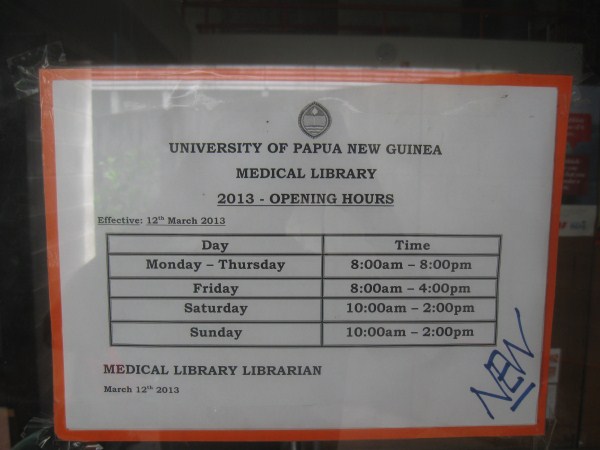 UNIVERSITY OF PAPUA NEW GUINEA
MEDICAL LIBRARY
2013 - OPENING HOURS
Effective: 12th March 2013
Day Time
Monday – Thursday 8:00am – 8:00pm
Friday 8:00am – 4:00pm
Saturday 10:00am – 2:00pm
Sunday 10:00am – 2:00pm
MEDICAL LIBRARY LIBRARIAN
March 12th 2013
NEW